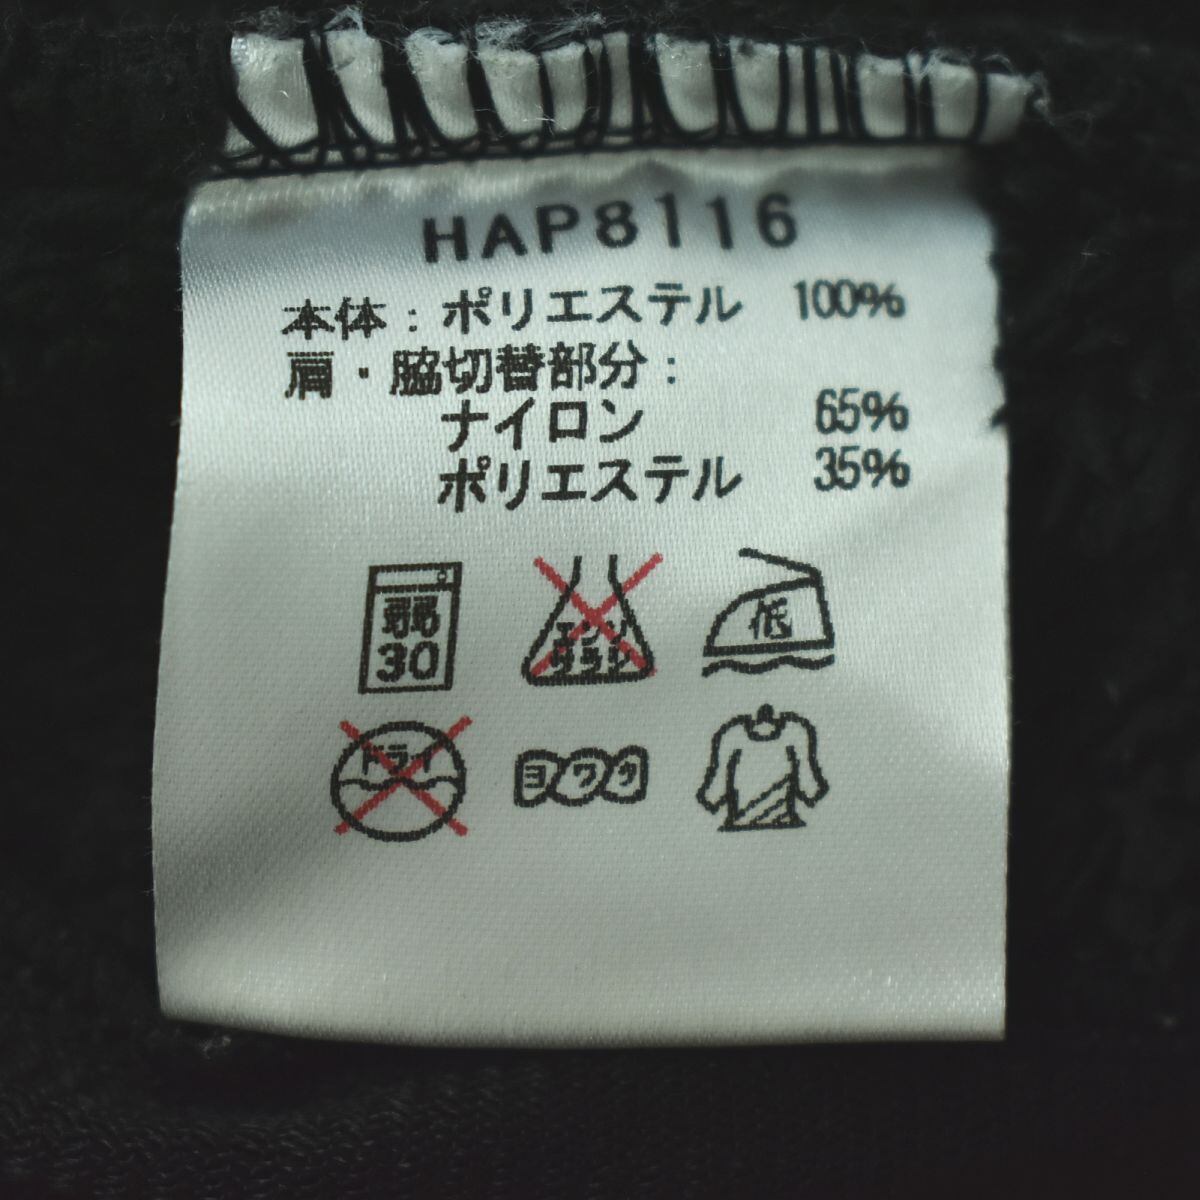 HAP8116
本体：ポリエステル 100%
肩・脇切替部分：
ナイロン 65%
ポリエステル 35%
弱
30
エンソ
サラシ
低
ドライ
ヨワク